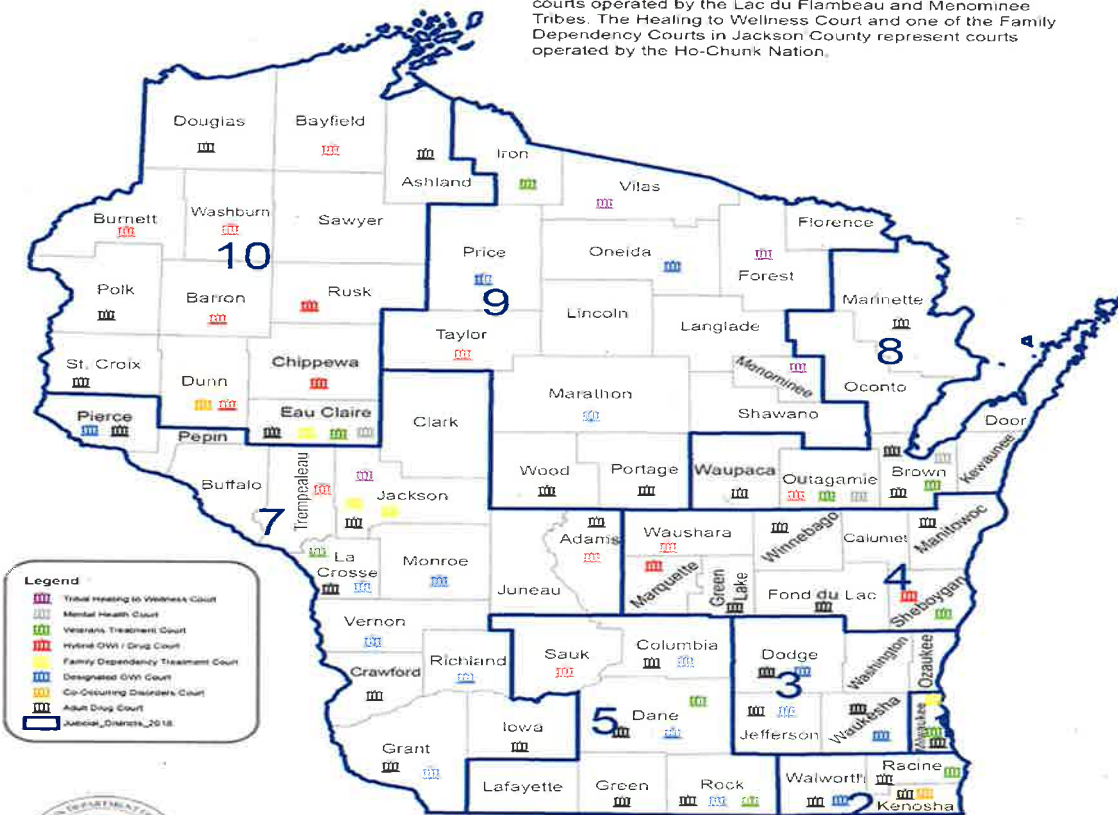 courts operated by the Lac du Flambeau and Menominee
Tribes. The Healing to Wellness Court and one of the Family
Dependency Courts in Jackson County represent courts
operated by the Ho-Chunk Nation.
Douglas
Bayfield
Ashland
Iron
Vilas
Burnett
Washburn
Sawyer
Florence
10
Price
Oneida
Forest
Polk
Barron
Rusk
9
Lincoln
Langlade
Marinette
Taylor
8
St. Croix
Dunn
Chippewa
Menominee
Oconto
Marathon
Shawano
Door
Pierce
Eau Claire
Clark
Pepin
Kewaunee
Buffalo
Trempealeau
Jackson
Wood
Portage
Waupaca
Outagamie
Brown
7
Waushara
Winnebago
Calumet
Manitowoc
La
Crosse
Monroe
Adams
Juneau
Marquette
Green
Lake
Fond du Lac
4
Sheboygan
Legend
Tribal Healing to Wellness Court
Mental Health Court
Veterans Treatment Court
Hybrid OWI / Drug Court
Family Dependency Treatment Court
Designated OWI Court
Co-Occurring Disorders Court
Adult Drug Court
Judicial_Districts_2018
Vernon
Richland
Sauk
Columbia
Dodge
3
Washington
Ozaukee
Crawford
Iowa
5
Dane
Jefferson
Waukesha
Milwaukee
Grant
Lafayette
Green
Rock
Walworth
Racine
Kenosha
2